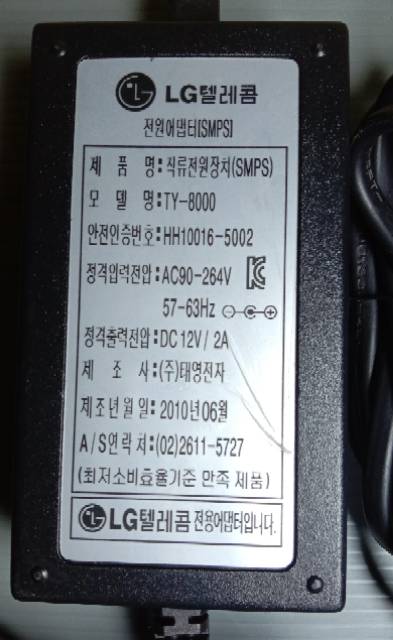 LG텔레콤
전원어댑터[SMPS]
제 품 명:직류전원장치(SMPS)
모 델 명:TY-8000
안전인증번호:HH10016-5002
정격입력전압:AC90-264V
57-63Hz
정격출력전압:DC12V/2A
제 조 사:(주)태영전자
제조년월일:2010년06월
A/S연락처:(02)2611-5727
(최저소비효율기준 만족 제품)
LG텔레콤 전용어댑터입니다.